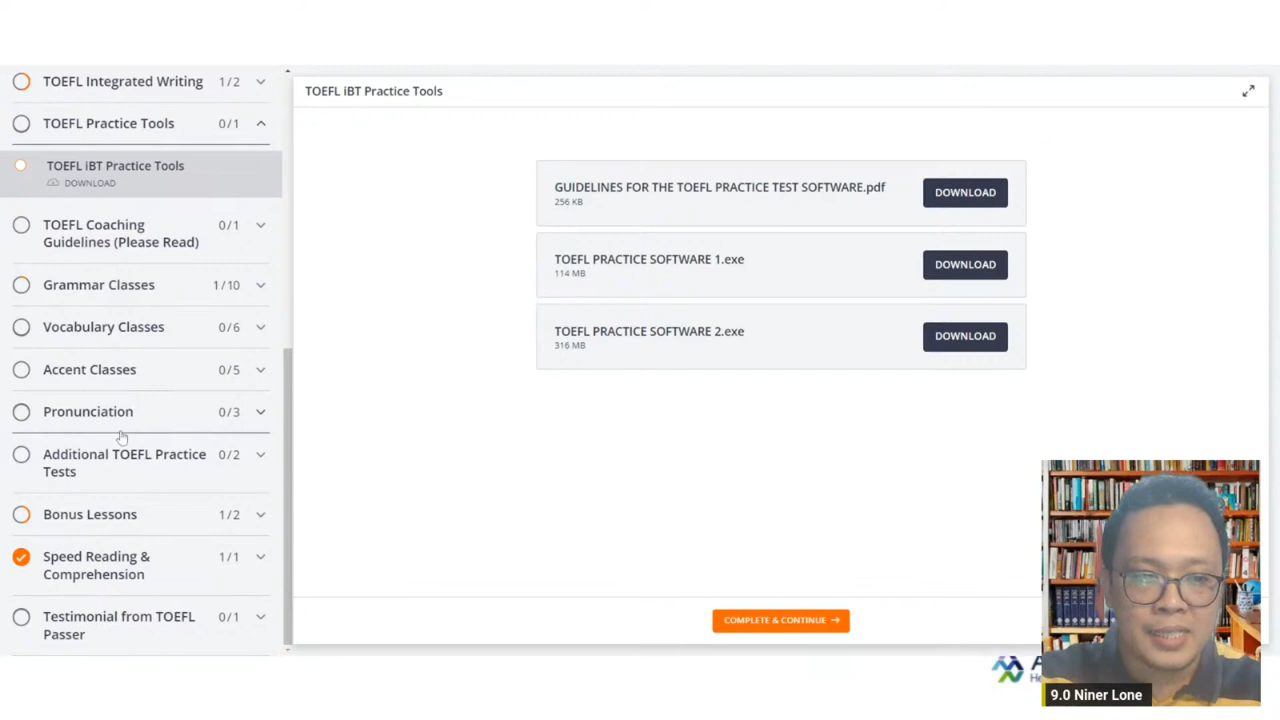 TOEFL Integrated Writing 1/2
TOEFL Practice Tools 0/1
TOEFL iBT Practice Tools
DOWNLOAD
TOEFL Coaching
Guidelines (Please Read) 0/1
Grammar Classes 1/10
Vocabulary Classes 0/6
Accent Classes 0/5
Pronunciation 0/3
Additional TOEFL Practice
Tests 0/2
Bonus Lessons 1/2
Speed Reading &
Comprehension 1/1
Testimonial from TOEFL
Passer 0/1
TOEFL iBT Practice Tools
GUIDELINES FOR THE TOEFL PRACTICE TEST SOFTWARE.pdf
256 KB
DOWNLOAD
TOEFL PRACTICE SOFTWARE 1.exe
114 MB
DOWNLOAD
TOEFL PRACTICE SOFTWARE 2.exe
316 MB
DOWNLOAD
COMPLETE & CONTINUE
9.0 Niner Lone